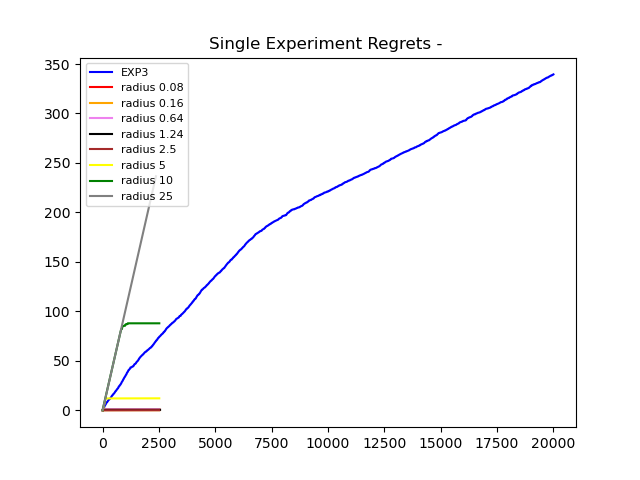 Single Experiment Regrets -
350
300
250
200
150
100
50
0
EXP3
radius 0.08
radius 0.16
radius 0.64
radius 1.24
radius 2.5
radius 5
radius 10
radius 25
0 2500 5000 7500 10000 12500 15000 17500 20000